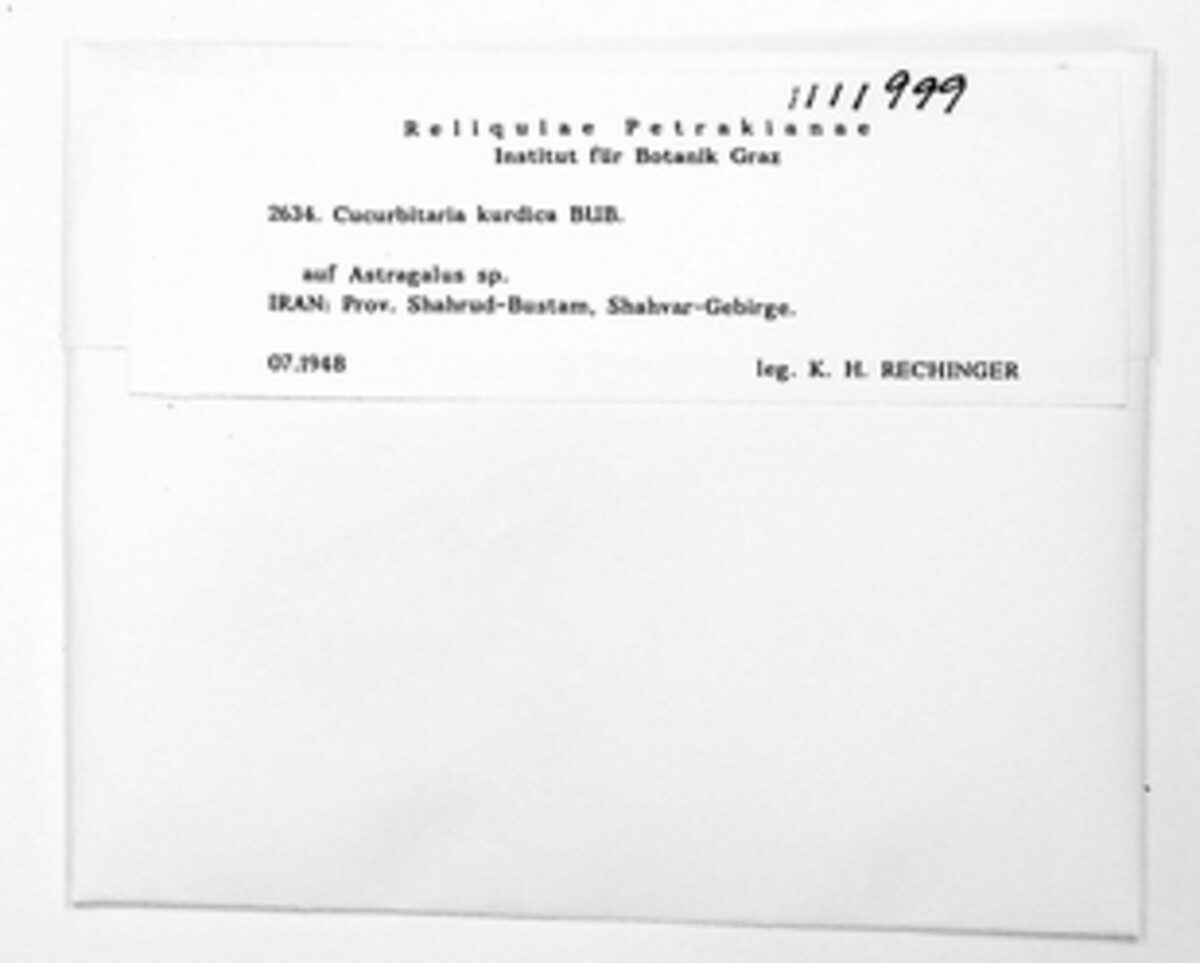 1111999
Reliquiae Petrakianae
Institut für Botanik Graz
2634. Cucurbitaria kurdica BUB.
auf Astragalus sp.
IRAN: Prov. Shahrud-Bustam, Shahvar-Gebirge.
07.1948 leg. K. H. RECHINGER